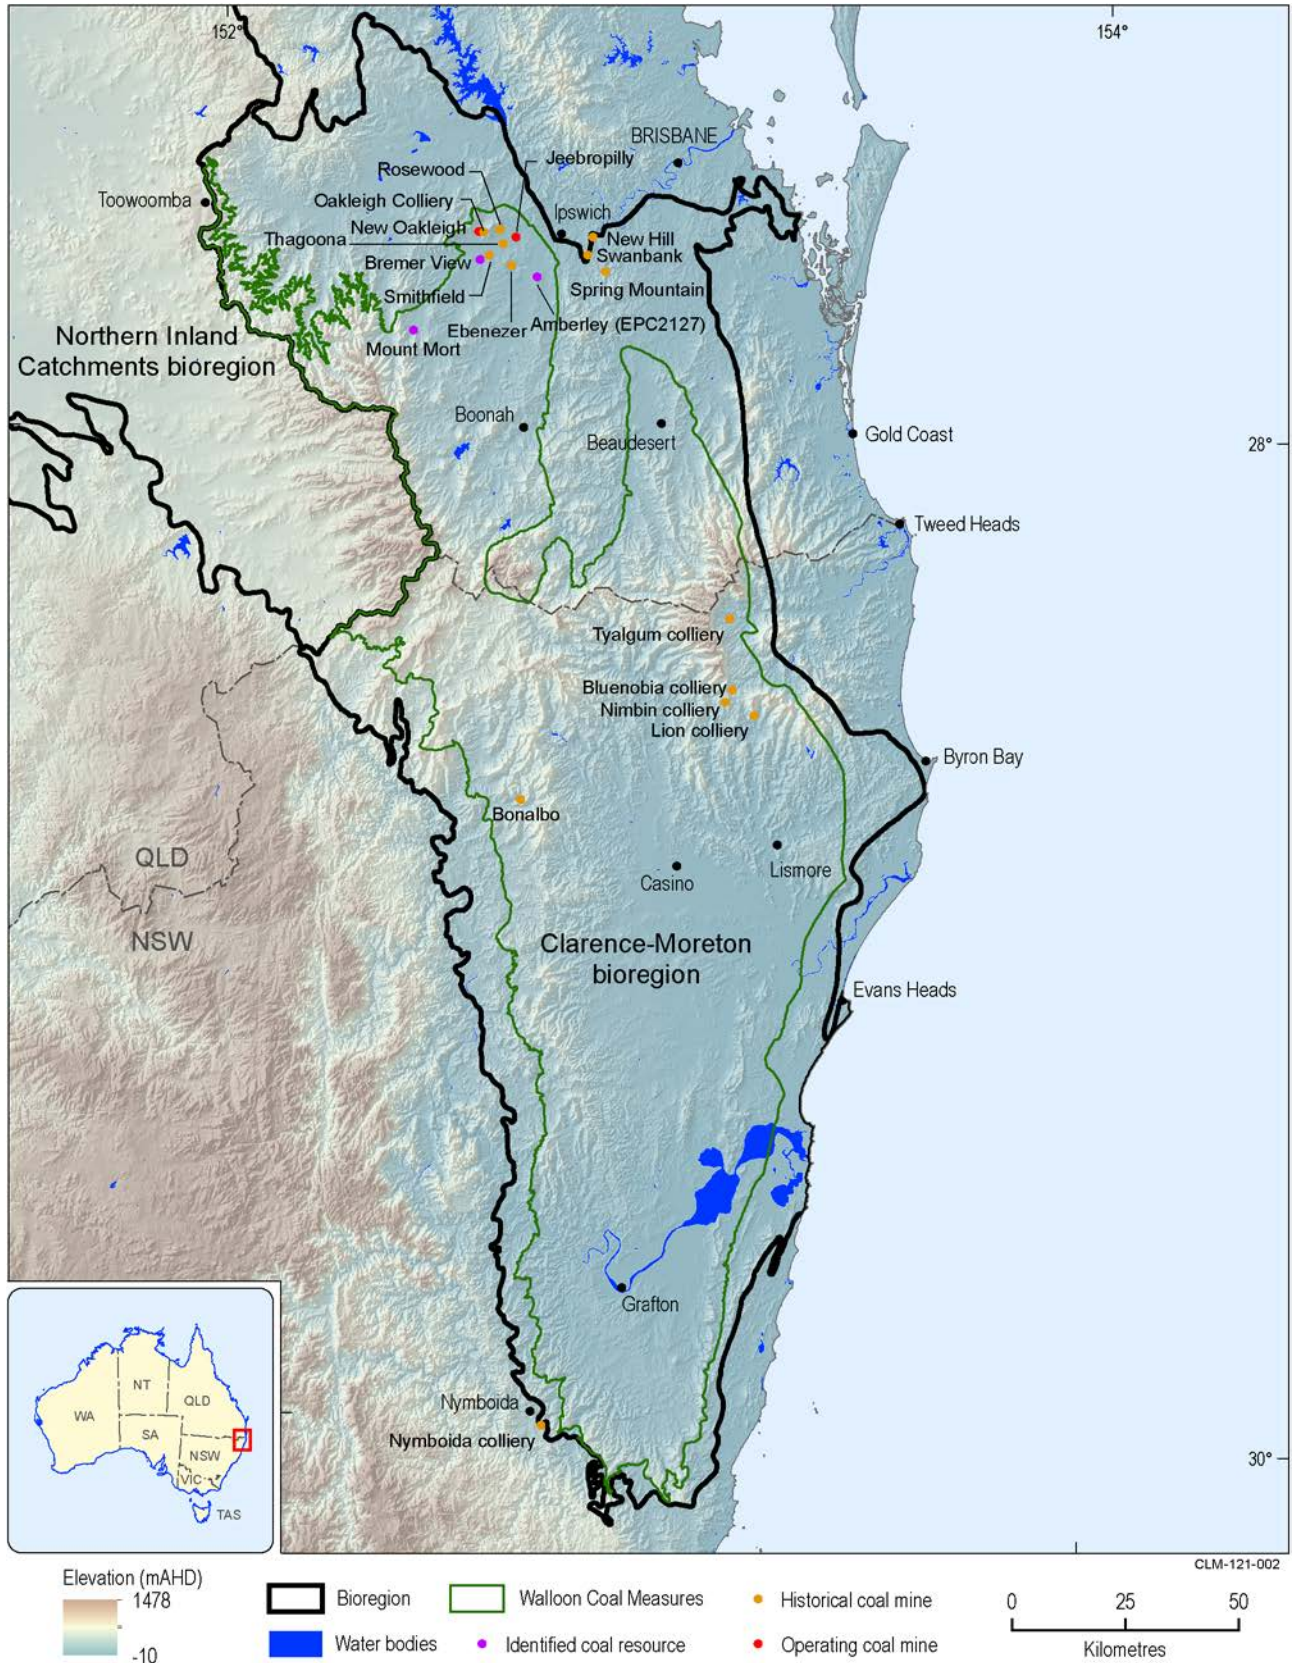 152°
154°
BRISBANE
Jeebropilly
Rosewood
Toowoomba
Oakleigh Colliery
Ipswich
New Oakleigh
New Hill
Thagoona
Swanbank
Bremer View
Spring Mountain
Smithfield
Ebenezer
Amberley (EPC2127)
Northern Inland
Catchments bioregion
Mount Mort
Boonah
Beaudesert
Gold Coast
28°
Tweed Heads
Tyalgum colliery
Bluenobia colliery
Nimbin colliery
Lion colliery
Byron Bay
Bonalbo
QLD
Lismore
Casino
NSW
Clarence-Moreton
bioregion
Evans Heads
Grafton
Nymboida
Nymboida colliery
30°
NT
QLD
WA
SA
NSW
VIC
TAS
CLM-121-002
Elevation (mAHD)
1478
-10
Bioregion
Walloon Coal Measures
Historical coal mine
Water bodies
Identified coal resource
Operating coal mine
0 25 50
Kilometres